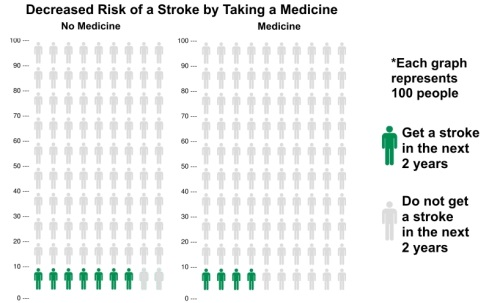 Decreased Risk of a Stroke by Taking a Medicine
No Medicine
Medicine
100 ---
90 ---
80 ---
70 ---
60 ---
50 ---
40 ---
30 ---
20 ---
10 ---
0 ---
100 ---
90 ---
80 ---
70 ---
60 ---
50 ---
40 ---
30 ---
20 ---
10 ---
0 ---
*Each graph
represents
100 people
Get a stroke
in the next
2 years
Do not get
a stroke
in the next
2 years